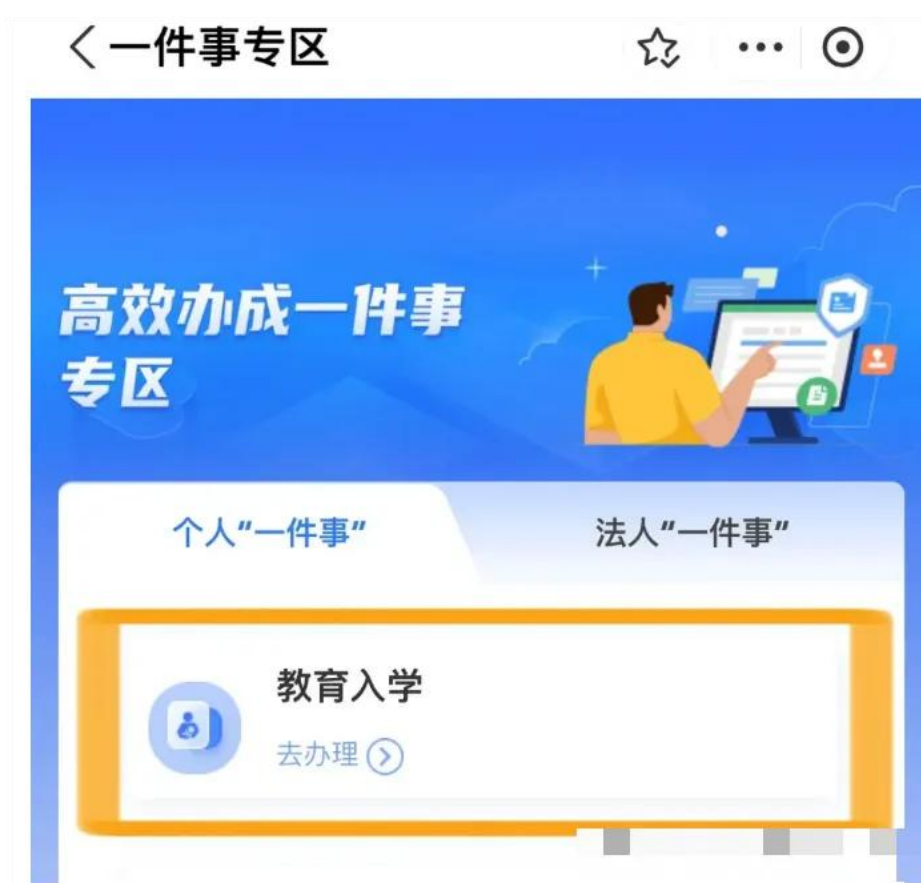 一件事专区
高效办成一件事
专区
个人“一件事”
法人“一件事”
教育入学
去办理